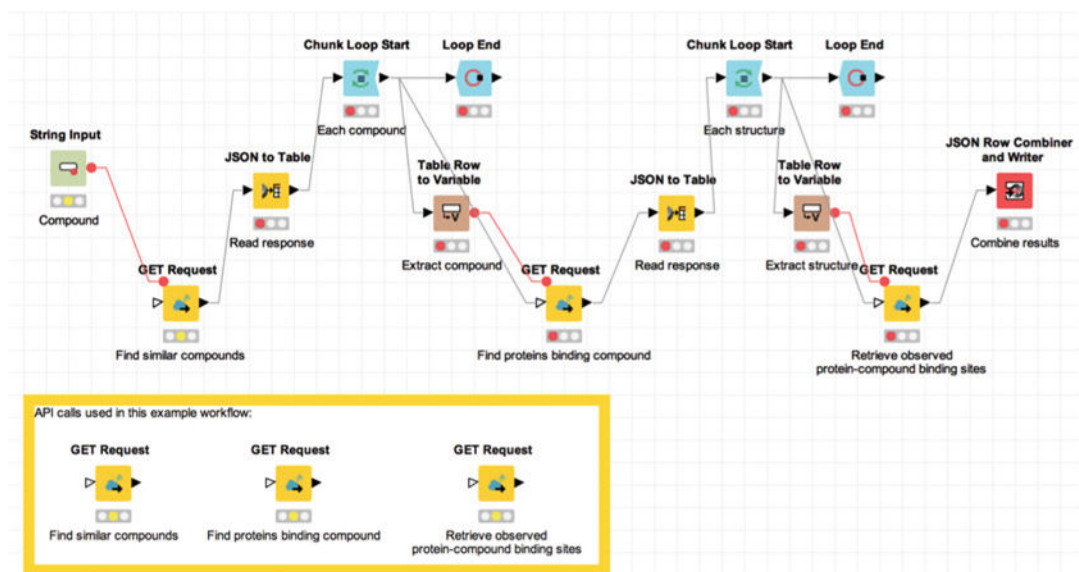 Chunk Loop Start
Loop End
Chunk Loop Start
Loop End
Each compound
Each structure
String Input
Compound
JSON to Table
Read response
Table Row
to Variable
Extract compound
JSON to Table
Read response
Table Row
to Variable
Extract structure
JSON Row Combiner
and Writer
Combine results
GET Request
Find similar compounds
GET Request
Find proteins binding compound
GET Request
Retrieve observed
protein-compound binding sites
API calls used in this example workflow:
GET Request
Find similar compounds
GET Request
Find proteins binding compound
GET Request
Retrieve observed
protein-compound binding sites